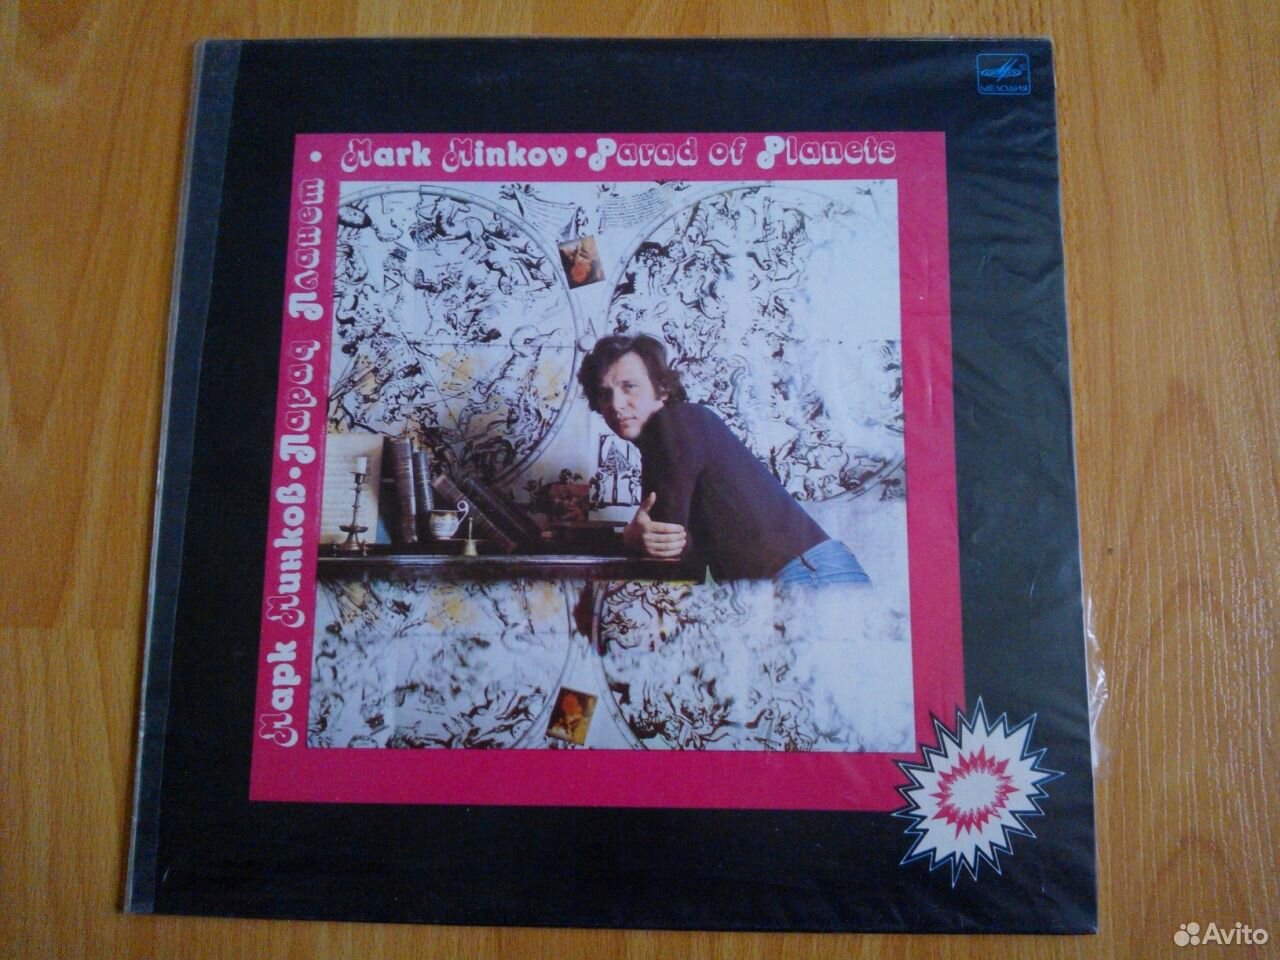 МЕЛОДИЯ
Mark Minkov • Parad of Planets
Марк Минков • Парад Планет •
Avito